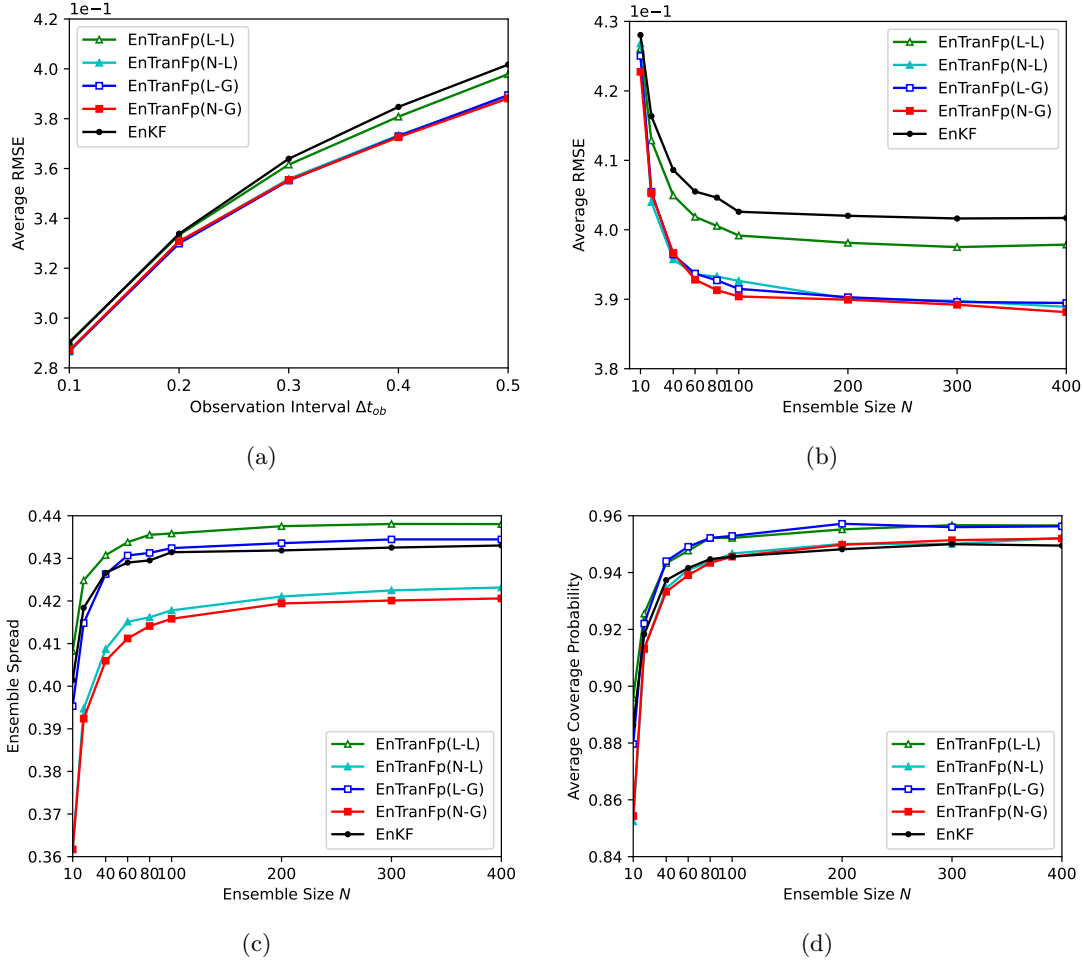 1e−1
4.2
4.0
3.8
3.6
3.4
3.2
3.0
2.8
Average RMSE
EnTranFp(L-L)
EnTranFp(N-L)
EnTranFp(L-G)
EnTranFp(N-G)
EnKF
0.1 0.2 0.3 0.4 0.5
Observation Interval Δt_ob
(a)
1e−1
4.3
4.2
4.1
4.0
3.9
3.8
Average RMSE
EnTranFp(L-L)
EnTranFp(N-L)
EnTranFp(L-G)
EnTranFp(N-G)
EnKF
10 40 60 80 100 200 300 400
Ensemble Size N
(b)
0.44
0.43
0.42
0.41
0.40
0.39
0.38
0.37
0.36
Ensemble Spread
EnTranFp(L-L)
EnTranFp(N-L)
EnTranFp(L-G)
EnTranFp(N-G)
EnKF
10 40 60 80 100 200 300 400
Ensemble Size N
(c)
0.96
0.94
0.92
0.90
0.88
0.86
0.84
Average Coverage Probability
EnTranFp(L-L)
EnTranFp(N-L)
EnTranFp(L-G)
EnTranFp(N-G)
EnKF
10 40 60 80 100 200 300 400
Ensemble Size N
(d)